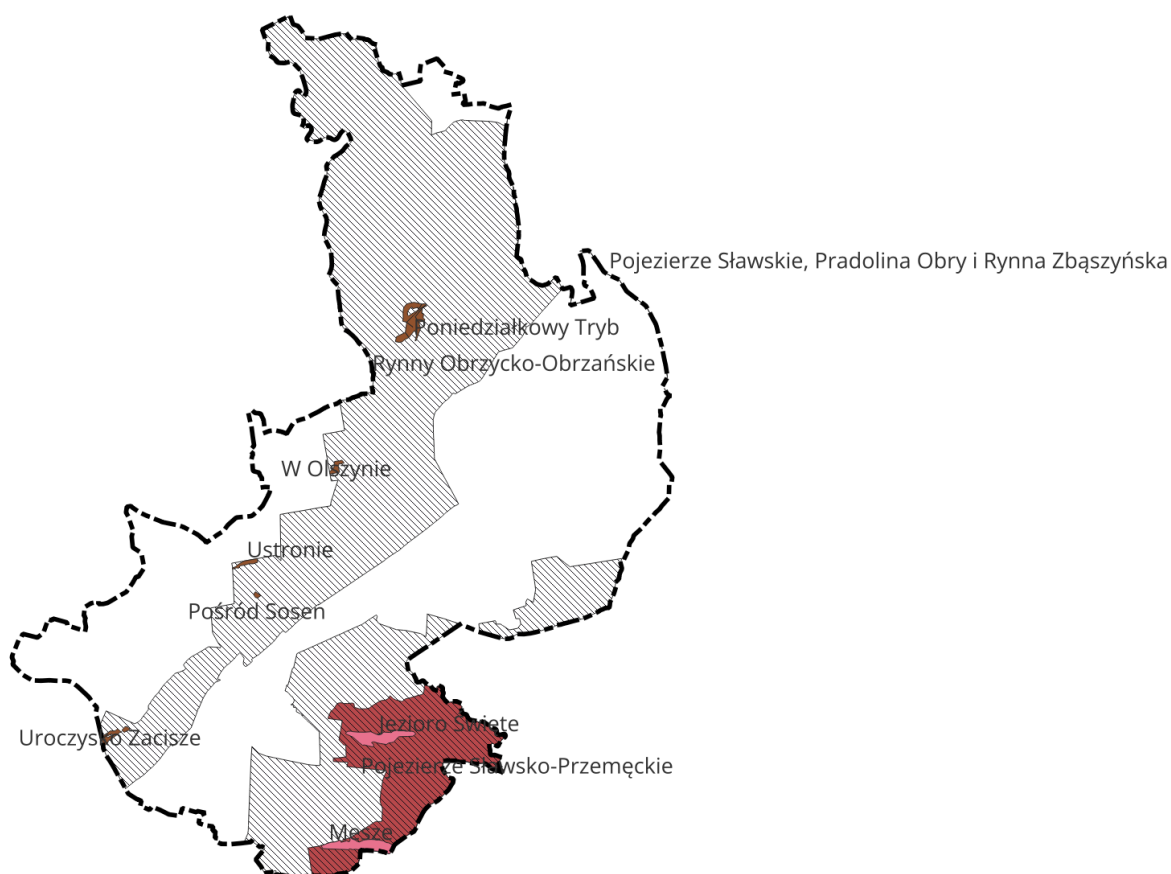 Pojezierze Sławskie, Pradolina Obry i Rynna Zbąszyńska
Poniedziałkowy Tryb
Rynny Obrzycko-Obrzańskie
W Olszynie
Ustronie
Pośród Sosen
Jezioro Święte
Uroczysko Zacisze
Pojezierze Sławsko-Przemęckie
Mesze